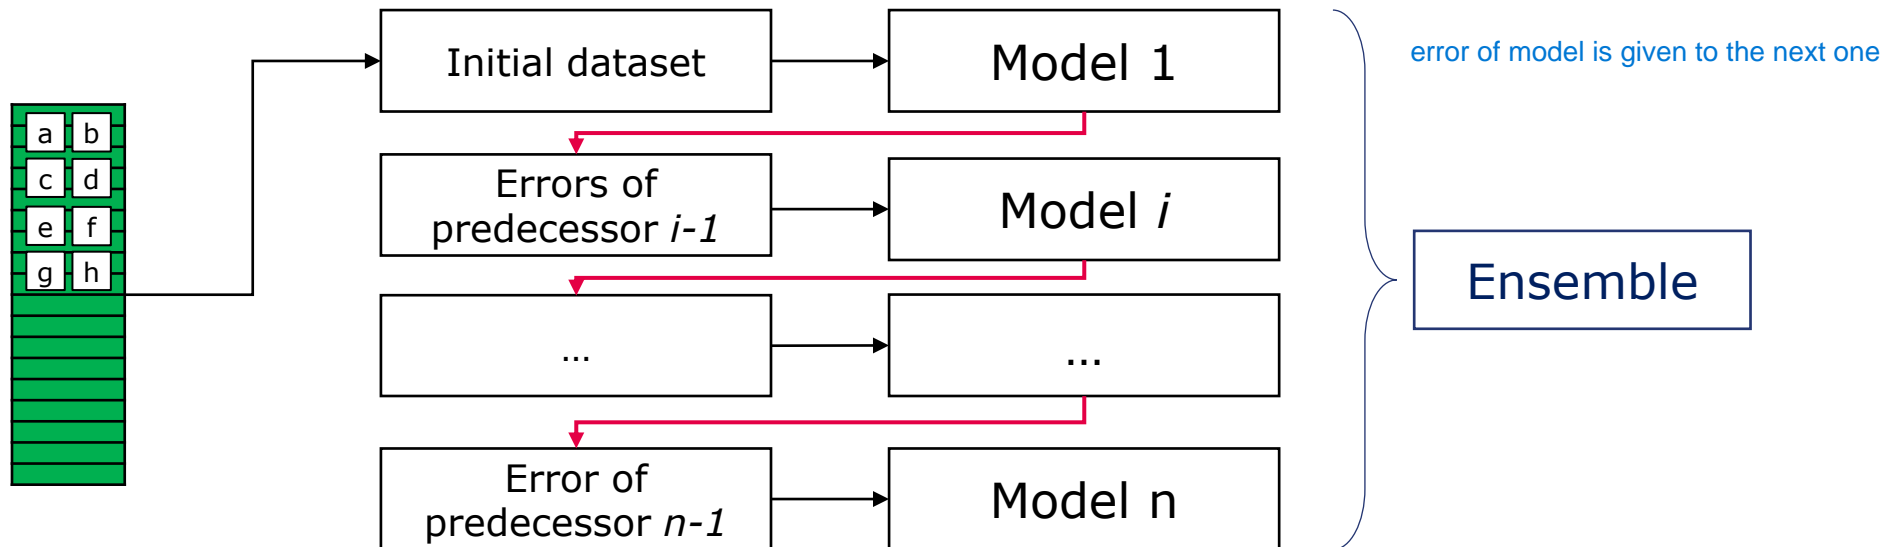 a b
c d
e f
g h
Initial dataset
Model 1
error of model is given to the next one
Errors of
predecessor i-1
Model i
...
...
Error of
predecessor n-1
Model n
Ensemble